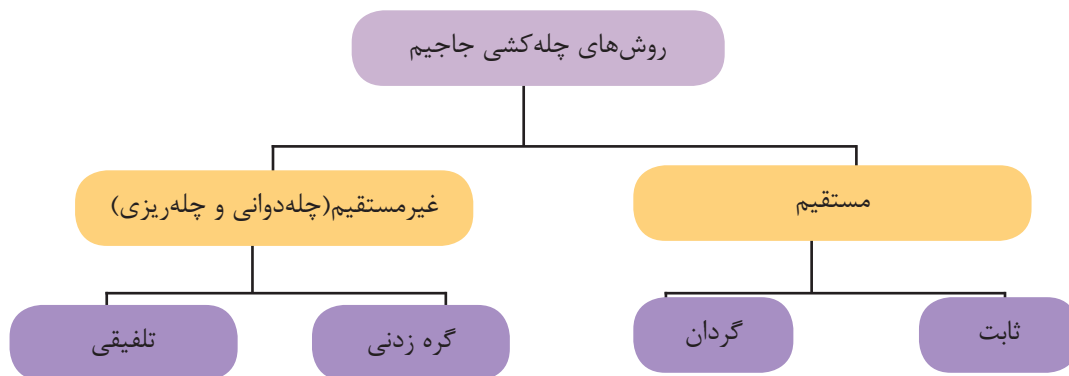 روش‌های چله‌کشی جاجیم
مستقیم
غیرمستقیم(چله‌دوانی و چله‌ریزی)
ثابت
گردان
گره زدنی
تلفیقی